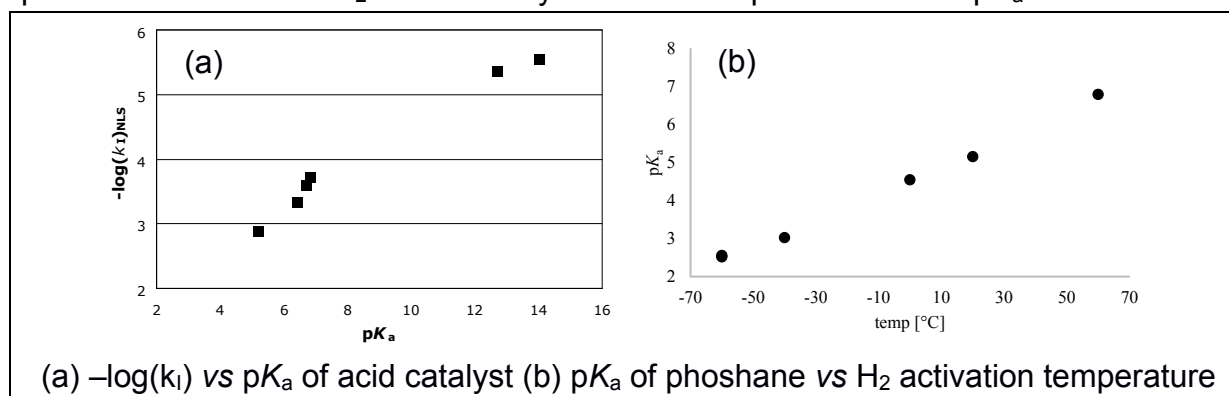 (a)
6
5
4
3
2
-log(kI)NLS
2 4 6 8 10 12 14 16
pKa
(b)
8
7
6
5
4
3
2
pKa
-70 -50 -30 -10 10 30 50 70
temp [°C]
(a) –log(kI) vs pKa of acid catalyst (b) pKa of phoshane vs H2 activation temperature